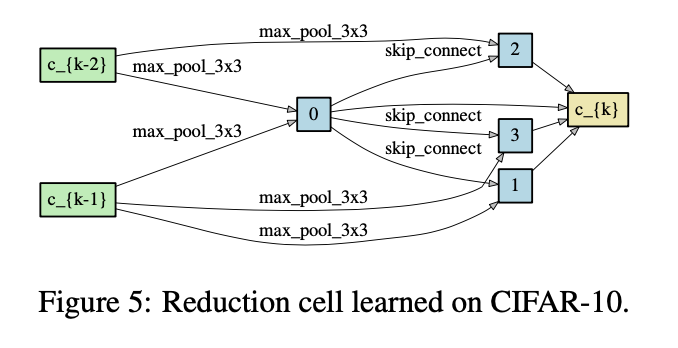 max_pool_3x3
skip_connect
2
c_{k-2}
max_pool_3x3
0
c_{k}
skip_connect
max_pool_3x3
3
skip_connect
1
c_{k-1}
max_pool_3x3
max_pool_3x3
Figure 5: Reduction cell learned on CIFAR-10.